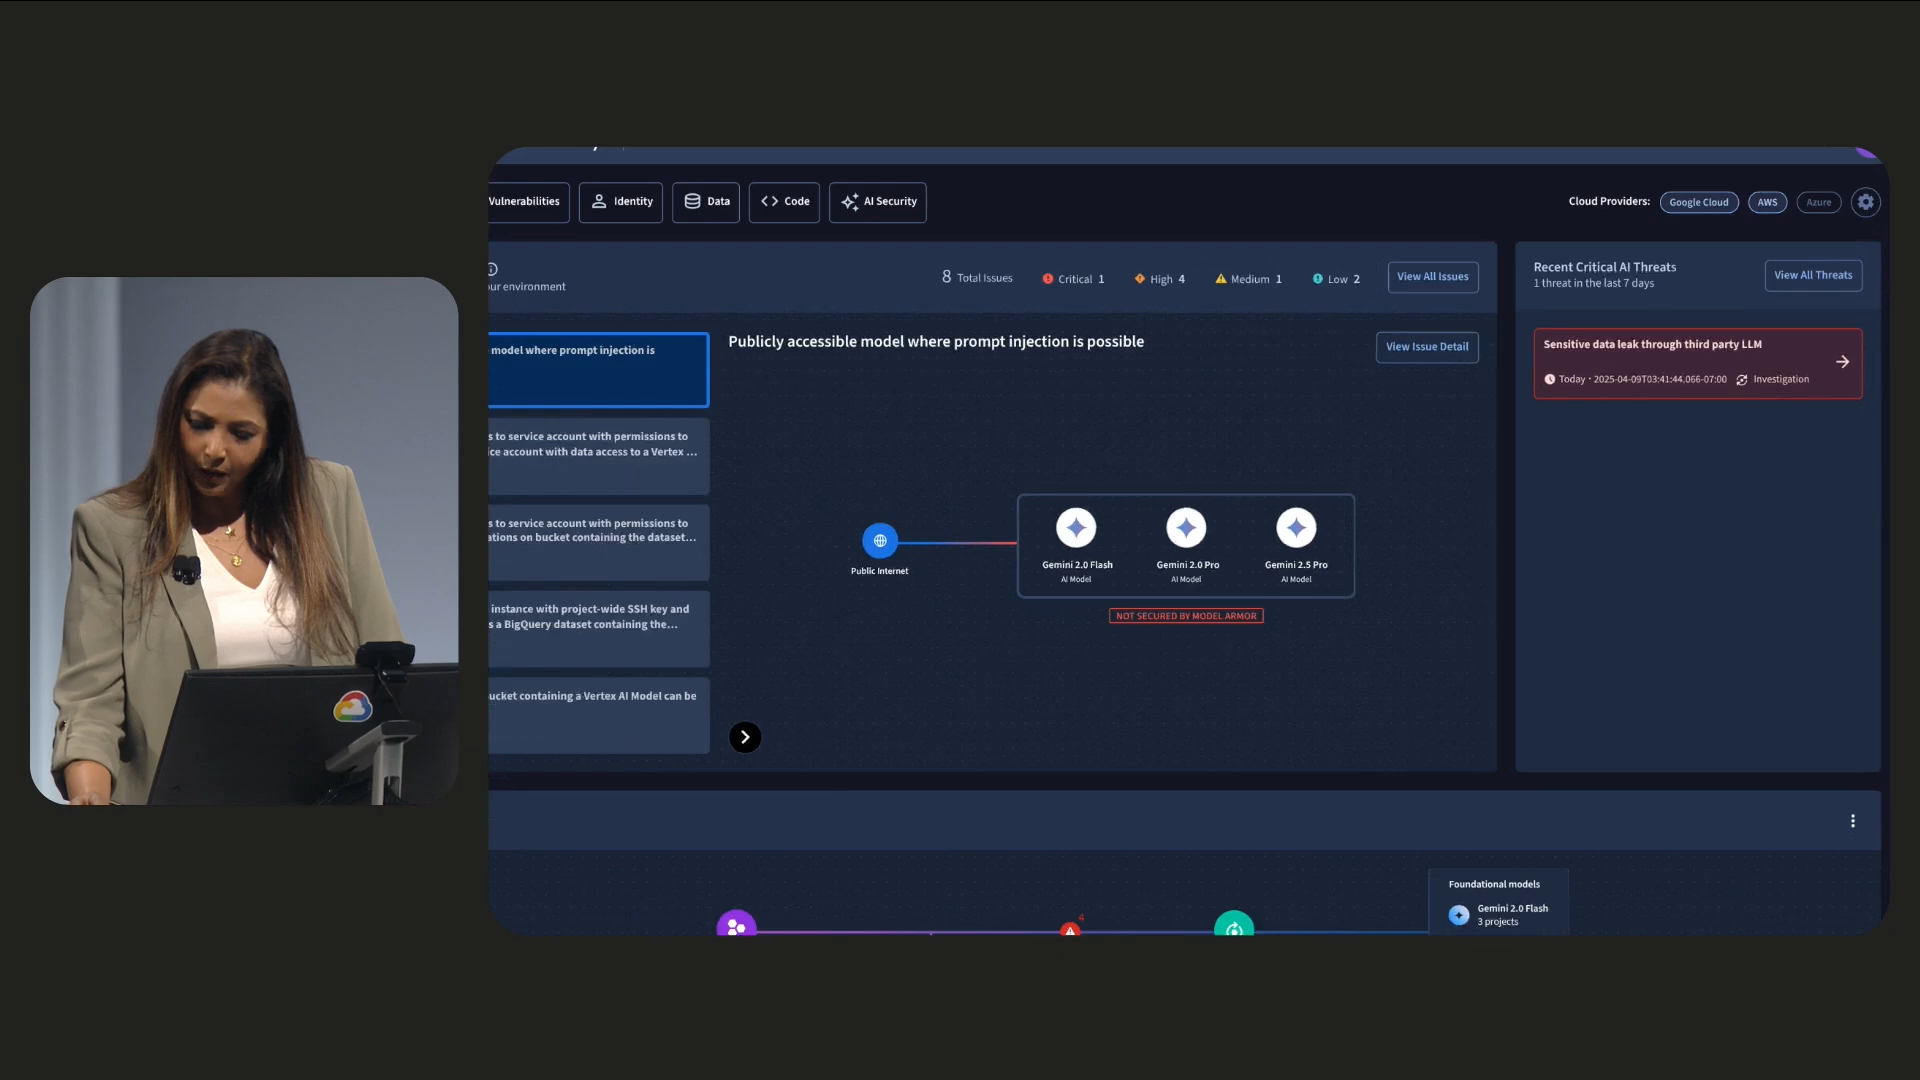 Vulnerabilities
Identity
Data
Code
AI Security
Cloud Providers:
Google Cloud
AWS
Azure
our environment
8 Total Issues
Critical 1
High 4
Medium 1
Low 2
View All Issues
model where prompt injection is
s to service account with permissions to
ice account with data access to a Vertex ...
s to service account with permissions to
ations on bucket containing the dataset...
instance with project-wide SSH key and
s a BigQuery dataset containing the...
ucket containing a Vertex AI Model can be
Publicly accessible model where prompt injection is possible
View Issue Detail
Public Internet
Gemini 2.0 Flash
AI Model
Gemini 2.0 Pro
AI Model
Gemini 2.5 Pro
AI Model
NOT SECURED BY MODEL ARMOR
Recent Critical AI Threats
1 threat in the last 7 days
View All Threats
Sensitive data leak through third party LLM
Today • 2025-04-09T03:41:44.066-07:00 Investigation
4
Foundational models
Gemini 2.0 Flash
3 projects